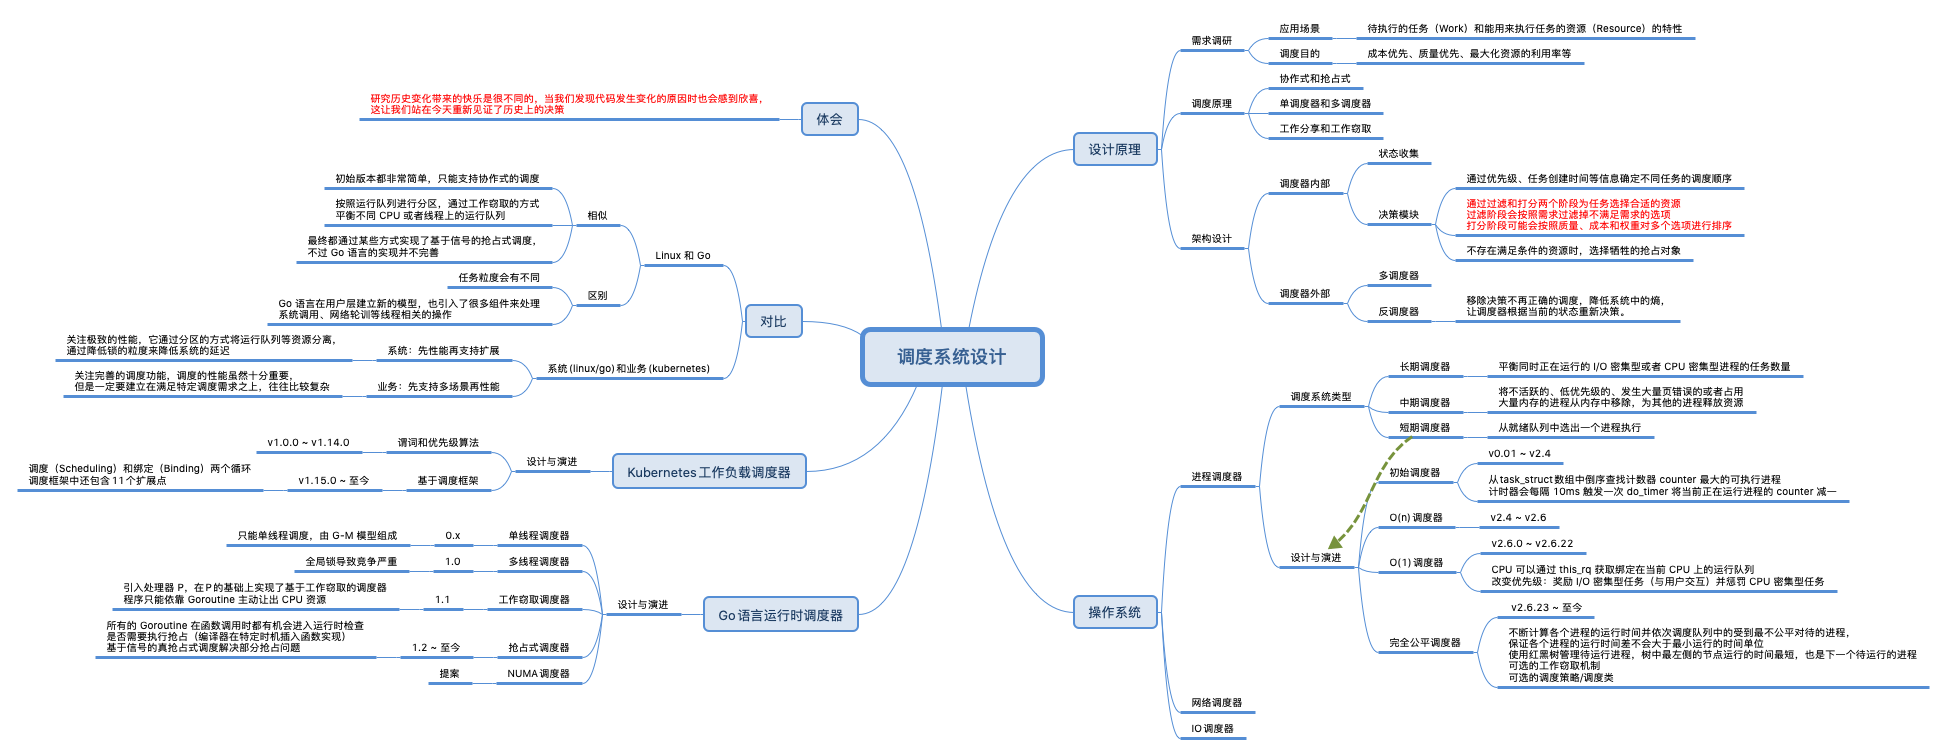 调度系统设计
设计原理
需求调研
应用场景
待执行的任务（Work）和能用来执行任务的资源（Resource）的特性
调度目的
成本优先、质量优先、最大化资源的利用率等
调度原理
协作式和抢占式
单调度器和多调度器
工作分享和工作窃取
架构设计
调度器内部
状态收集
决策模块
通过优先级、任务创建时间等信息确定不同任务的调度顺序
通过过滤和打分两个阶段为任务选择合适的资源
过滤阶段会按照需求过滤掉不满足需求的选项
打分阶段可能会按照质量、成本和权重对多个选项进行排序
不存在满足条件的资源时，选择牺牲的抢占对象
调度器外部
多调度器
反调度器
移除决策不再正确的调度，降低系统中的熵，
让调度器根据当前的状态重新决策。
操作系统
进程调度器
调度系统类型
长期调度器
平衡同时正在运行的 I/O 密集型或者 CPU 密集型进程的任务数量
中期调度器
将不活跃的、低优先级的、发生大量页错误的或者占用
大量内存的进程从内存中移除，为其他的进程释放资源
短期调度器
从就绪队列中选出一个进程执行
设计与演进
初始调度器
v0.01 ~ v2.4
从 task_struct 数组中倒序查找计数器 counter 最大的可执行进程
计时器会每隔 10ms 触发一次 do_timer 将当前正在运行进程的 counter 减一
O(n) 调度器
v2.4 ~ v2.6
O(1) 调度器
v2.6.0 ~ v2.6.22
CPU 可以通过 this_rq 获取绑定在当前 CPU 上的运行队列
改变优先级：奖励 I/O 密集型任务（与用户交互）并惩罚 CPU 密集型任务
完全公平调度器
v2.6.23 ~ 至今
不断计算各个进程的运行时间并依次调度队列中的受到最不公平对待的进程，
保证各个进程的运行时间差不会大于最小运行的时间单位
使用红黑树管理待运行进程，树中最左侧的节点运行的时间最短，也是下一个待运行的进程
可选的工作窃取机制
可选的调度策略/调度类
网络调度器
IO 调度器
体会
研究历史变化带来的快乐是很不同的，当我们发现代码发生变化的原因时也会感到欣喜，
这让我们站在今天重新见证了历史上的决策
对比
Linux 和 Go
相似
初始版本都非常简单，只能支持协作式的调度
按照运行队列进行分区，通过工作窃取的方式
平衡不同 CPU 或者线程上的运行队列
最终都通过某些方式实现了基于信号的抢占式调度，
不过 Go 语言的实现并不完善
区别
任务粒度会有不同
Go 语言在用户层建立新的模型，也引入了很多组件来处理
系统调用、网络轮训等线程相关的操作
系统 (linux/go) 和业务 (kubernetes)
系统：先性能再支持扩展
关注极致的性能，它通过分区的方式将运行队列等资源分离，
通过降低锁的粒度来降低系统的延迟
业务：先支持多场景再性能
关注完善的调度功能，调度的性能虽然十分重要，
但是一定要建立在满足特定调度需求之上，往往比较复杂
Kubernetes 工作负载调度器
设计与演进
谓词和优先级算法
v1.0.0 ~ v1.14.0
基于调度框架
v1.15.0 ~ 至今
调度（Scheduling）和绑定（Binding）两个循环
调度框架中还包含 11 个扩展点
Go 语言运行时调度器
设计与演进
单线程调度器
0.x
只能单线程调度，由 G-M 模型组成
多线程调度器
1.0
全局锁导致竞争严重
工作窃取调度器
1.1
引入处理器 P，在 P 的基础上实现了基于工作窃取的调度器
程序只能依靠 Goroutine 主动让出 CPU 资源
抢占式调度器
1.2 ~ 至今
所有的 Goroutine 在函数调用时都有机会进入运行时检查
是否需要执行抢占（编译器在特定时机插入函数实现）
基于信号的真抢占式调度解决部分抢占问题
NUMA 调度器
提案